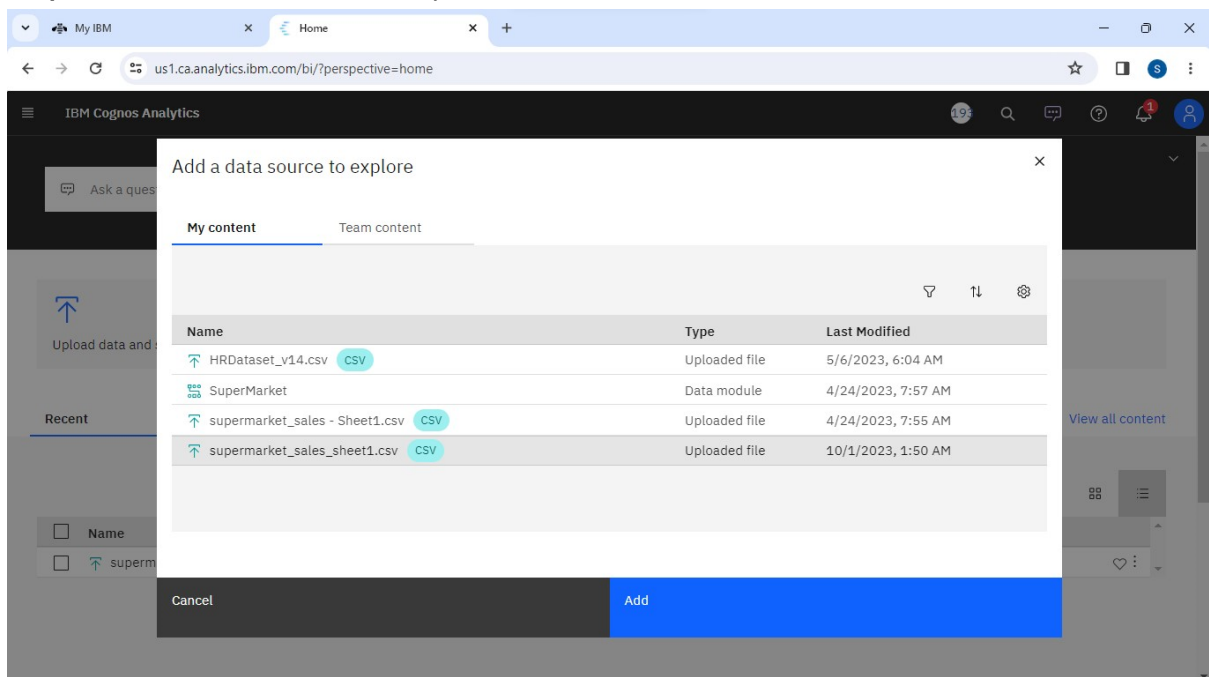 My IBM
Home
us1.ca.analytics.ibm.com/bi/?perspective=home
S
IBM Cognos Analytics
1
Add a data source to explore
Ask a ques
My content Team content
Upload data and
Name Type Last Modified
HRDataset_v14.csv CSV Uploaded file 5/6/2023, 6:04 AM
SuperMarket Data module 4/24/2023, 7:57 AM
supermarket_sales - Sheet1.csv CSV Uploaded file 4/24/2023, 7:55 AM
supermarket_sales_sheet1.csv CSV Uploaded file 10/1/2023, 1:50 AM
Recent View all content
Name
superm
Cancel Add